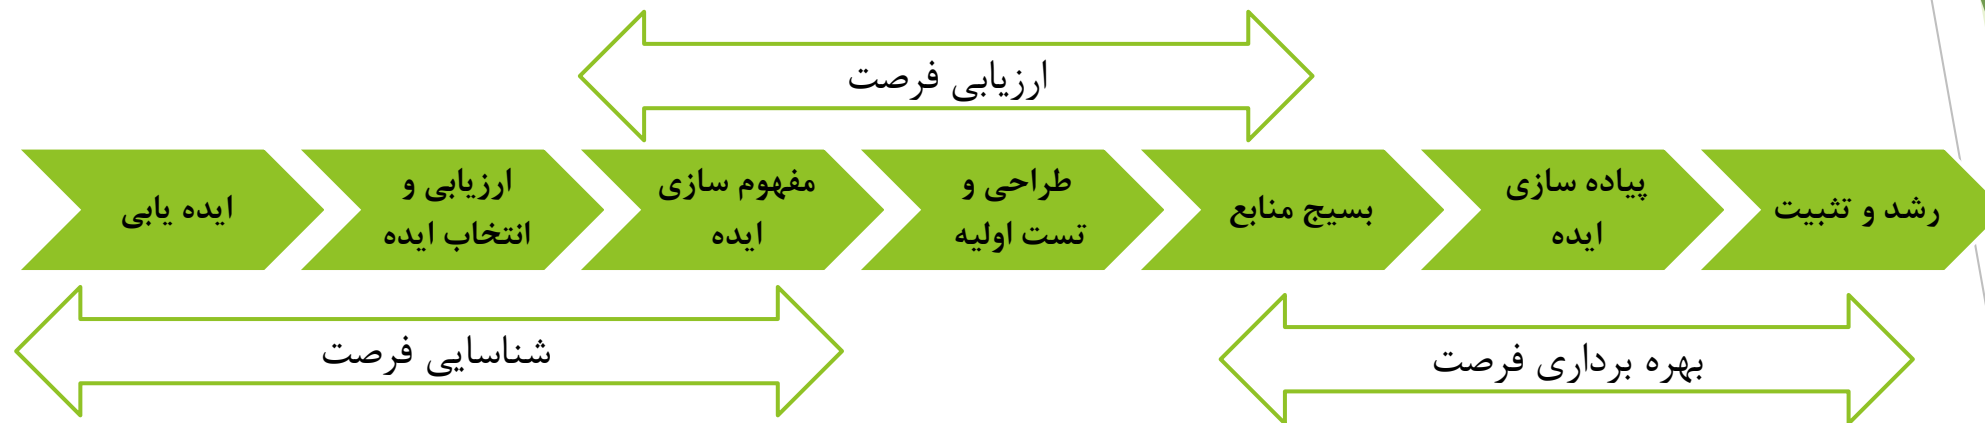 ارزیابی فرصت
ایده یابی
ارزیابی و
انتخاب ایده
مفهوم سازی
ایده
طراحی و
تست اولیه
بسیج منابع
پیاده سازی
ایده
رشد و تثبیت
شناسایی فرصت
بهره برداری فرصت